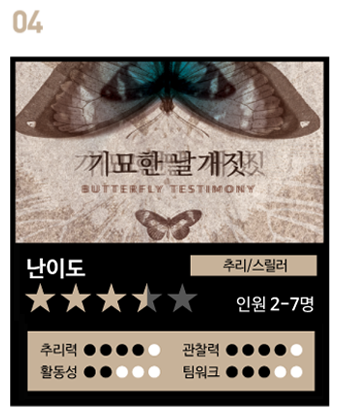 04
기묘한 날개짓
BUTTERFLY TESTIMONY
난이도
추리/스릴러
인원 2-7명
추리력
관찰력
활동성
팀워크